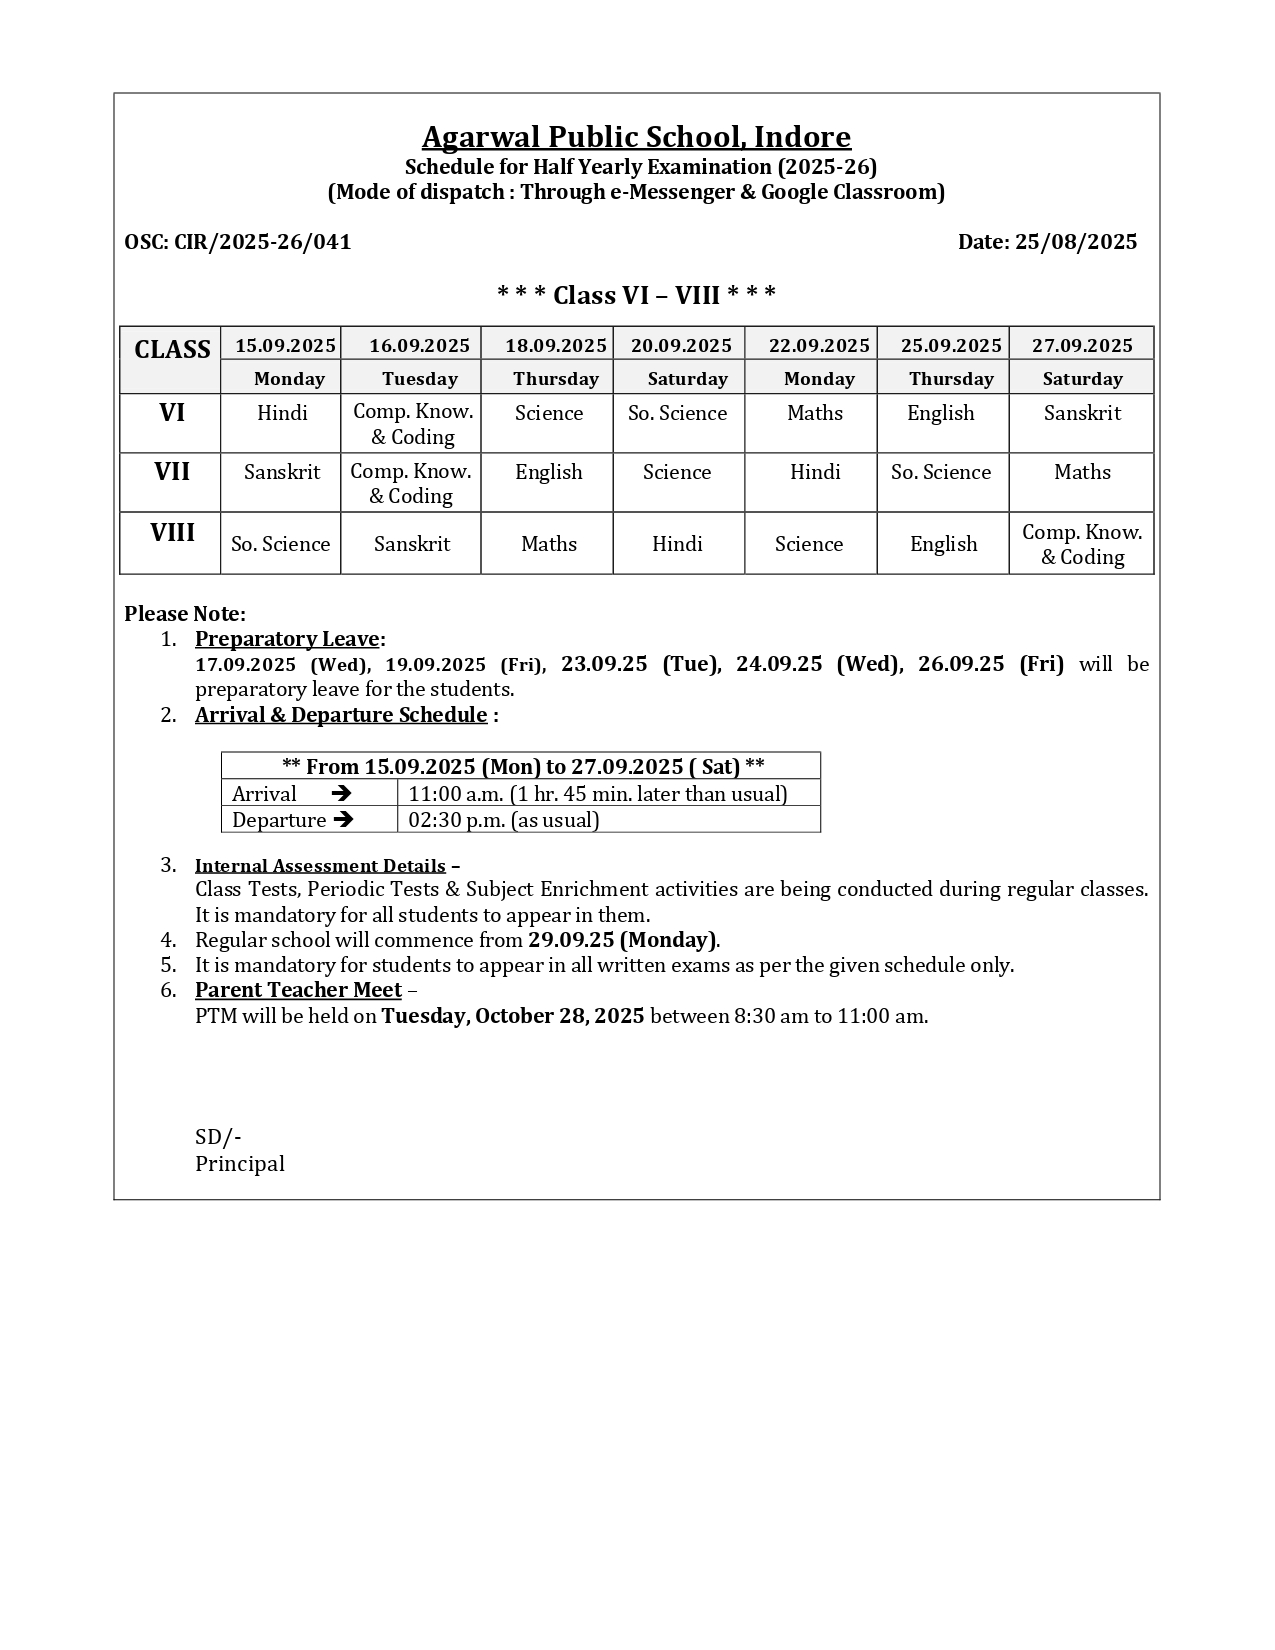 Agarwal Public School, Indore
Schedule for Half Yearly Examination (2025-26)
(Mode of dispatch : Through e-Messenger & Google Classroom)
OSC: CIR/2025-26/041 Date: 25/08/2025
* * * Class VI – VIII * * *
CLASS 15.09.2025 16.09.2025 18.09.2025 20.09.2025 22.09.2025 25.09.2025 27.09.2025
Monday Tuesday Thursday Saturday Monday Thursday Saturday
VI Hindi Comp. Know. Science So. Science Maths English Sanskrit
& Coding
VII Sanskrit Comp. Know. English Science Hindi So. Science Maths
& Coding
VIII So. Science Sanskrit Maths Hindi Science English Comp. Know.
& Coding
Please Note:
1. Preparatory Leave:
17.09.2025 (Wed), 19.09.2025 (Fri), 23.09.25 (Tue), 24.09.25 (Wed), 26.09.25 (Fri) will be
preparatory leave for the students.
2. Arrival & Departure Schedule :
** From 15.09.2025 (Mon) to 27.09.2025 ( Sat) **
Arrival ➔ 11:00 a.m. (1 hr. 45 min. later than usual)
Departure ➔ 02:30 p.m. (as usual)
3. Internal Assessment Details –
Class Tests, Periodic Tests & Subject Enrichment activities are being conducted during regular classes.
It is mandatory for all students to appear in them.
4. Regular school will commence from 29.09.25 (Monday).
5. It is mandatory for students to appear in all written exams as per the given schedule only.
6. Parent Teacher Meet –
PTM will be held on Tuesday, October 28, 2025 between 8:30 am to 11:00 am.
SD/-
Principal